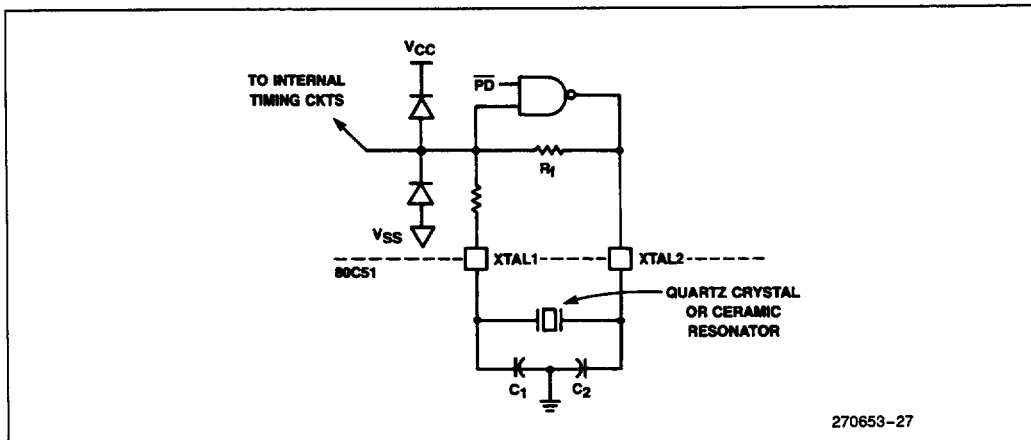 VCC
TO INTERNAL
TIMING CKTS
PD
Rf
VSS
XTAL1
XTAL2
80C51
QUARTZ CRYSTAL
OR CERAMIC
RESONATOR
C1
C2
270653-27